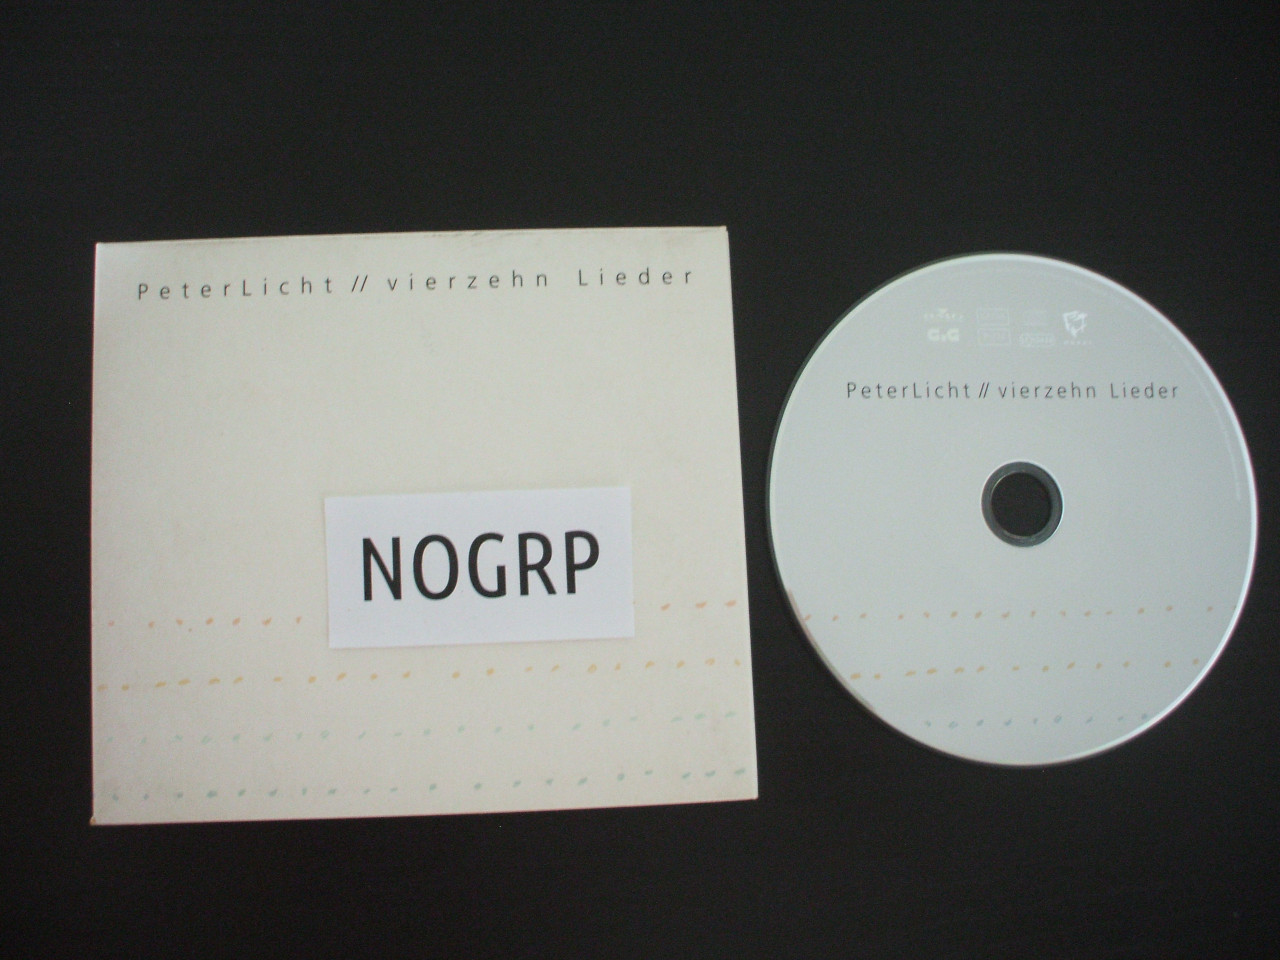 PeterLicht // vierzehn Lieder
NOGRP
PeterLicht // vierzehn Lieder